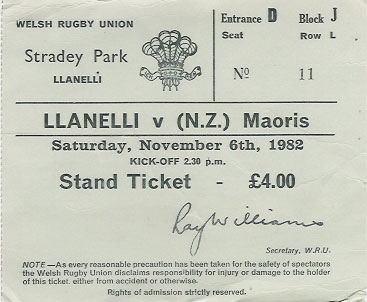 WELSH RUGBY UNION
Stradey Park
LLANELLI
Entrance D Block J
Seat Row L
No 11
LLANELLI v (N.Z.) Maoris
Saturday, November 6th, 1982
KICK-OFF 2.30 p.m.
Stand Ticket - £4.00
Ray Williams
Secretary, W.R.U.
NOTE—As every reasonable precaution has been taken for the safety of spectators
the Welsh Rugby Union disclaims responsibility for injury or damage to the holder
of this ticket, either from accident or otherwise.
Rights of admission strictly reserved.